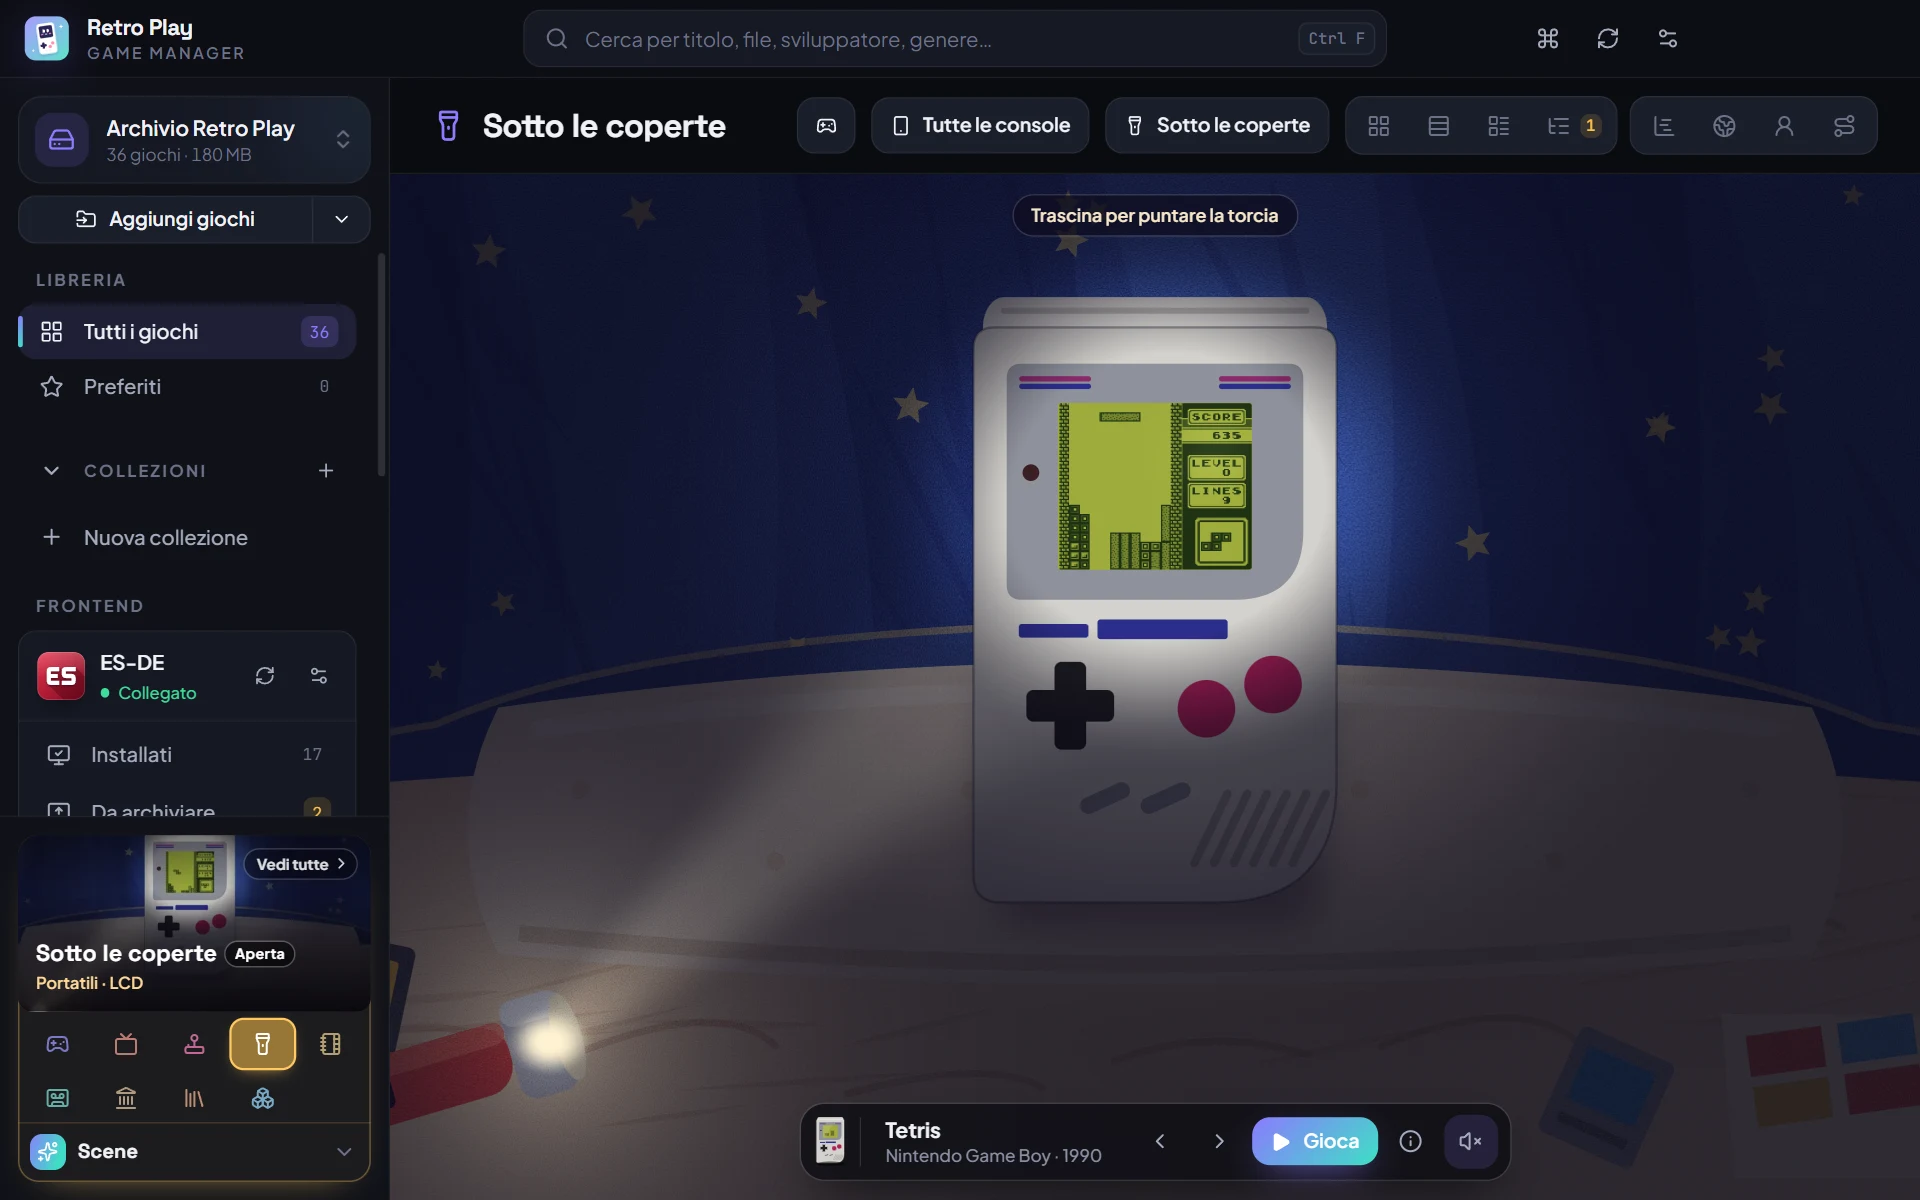 Retro Play
GAME MANAGER
Cerca per titolo, file, sviluppatore, genere…
Ctrl F
Archivio Retro Play
36 giochi · 180 MB
Aggiungi giochi
LIBRERIA
Tutti i giochi
36
Preferiti
0
COLLEZIONI
Nuova collezione
FRONTEND
ES
ES-DE
Collegato
Installati
17
Da archiviare
2
Vedi tutte
Sotto le coperte
Aperta
Portatili · LCD
Scene
Sotto le coperte
Tutte le console
Sotto le coperte
1
Trascina per puntare la torcia
SCORE
635
LEVEL
0
LINES
9
Tetris
Nintendo Game Boy · 1990
Gioca